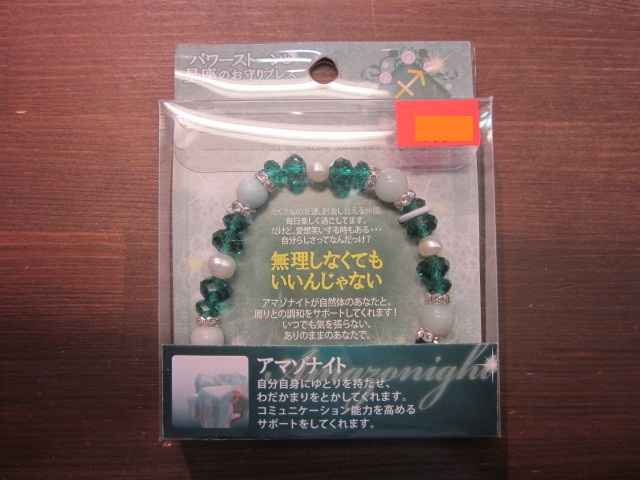 パワーストーンと
星座のお守りブレス
たくさんの友達、刺激し合える仲間、
毎日楽しく過ごしてます。
だけど、愛想笑いする時もある・・・
自分らしさってなんだっけ？
無理しなくても
いいんじゃない
アマゾナイトが自然体のあなたと、
周りとの調和をサポートしてくれます！
いつでも気を張らない、
ありのままのあなたで。
Amazonight
アマゾナイト
自分自身にゆとりを持たせ、
わだかまりをとかしてくれます。
コミュニケーション能力を高める
サポートをしてくれます。